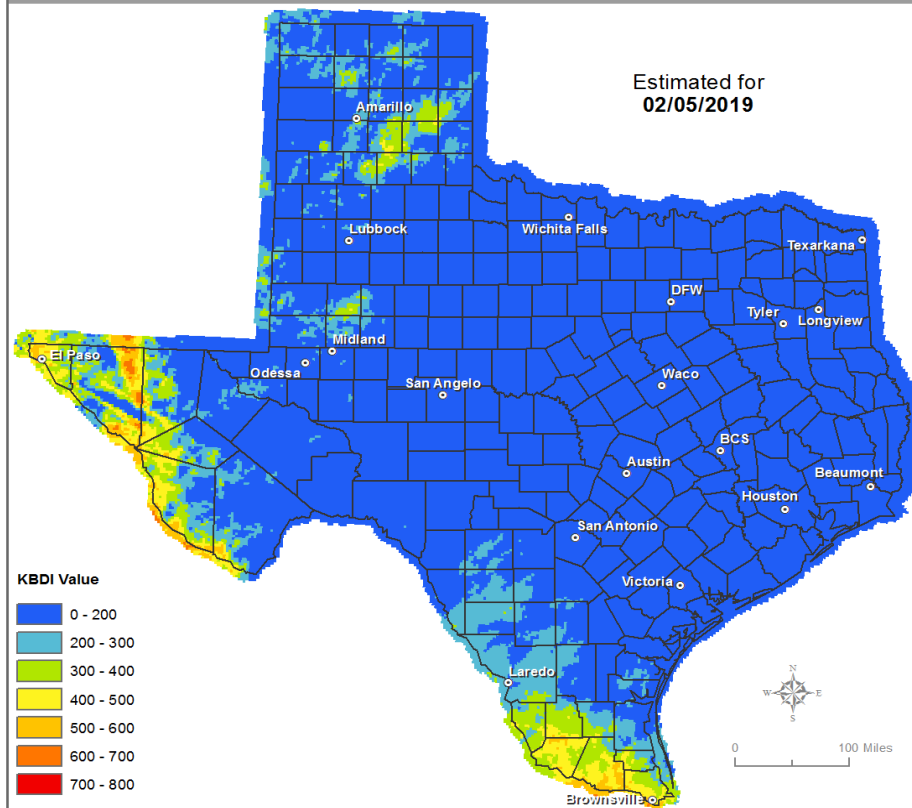 Estimated for
02/05/2019
Amarillo
Lubbock
Wichita Falls
Texarkana
DFW
Tyler
Longview
Midland
El Paso
Odessa
San Angelo
Waco
BCS
Austin
Beaumont
Houston
San Antonio
Victoria
Laredo
Brownsville
KBDI Value
0 - 200
200 - 300
300 - 400
400 - 500
500 - 600
600 - 700
700 - 800
N
W E
S
0 100 Miles